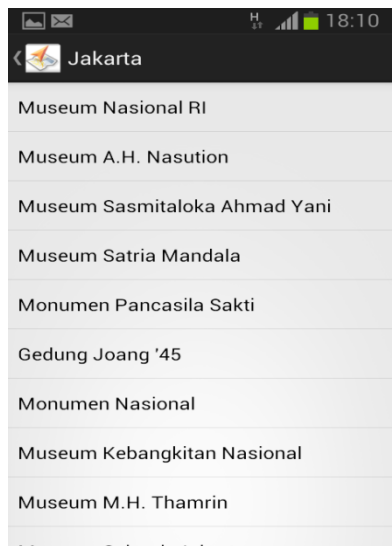 H 18:10
Jakarta
Museum Nasional RI
Museum A.H. Nasution
Museum Sasmitaloka Ahmad Yani
Museum Satria Mandala
Monumen Pancasila Sakti
Gedung Joang '45
Monumen Nasional
Museum Kebangkitan Nasional
Museum M.H. Thamrin